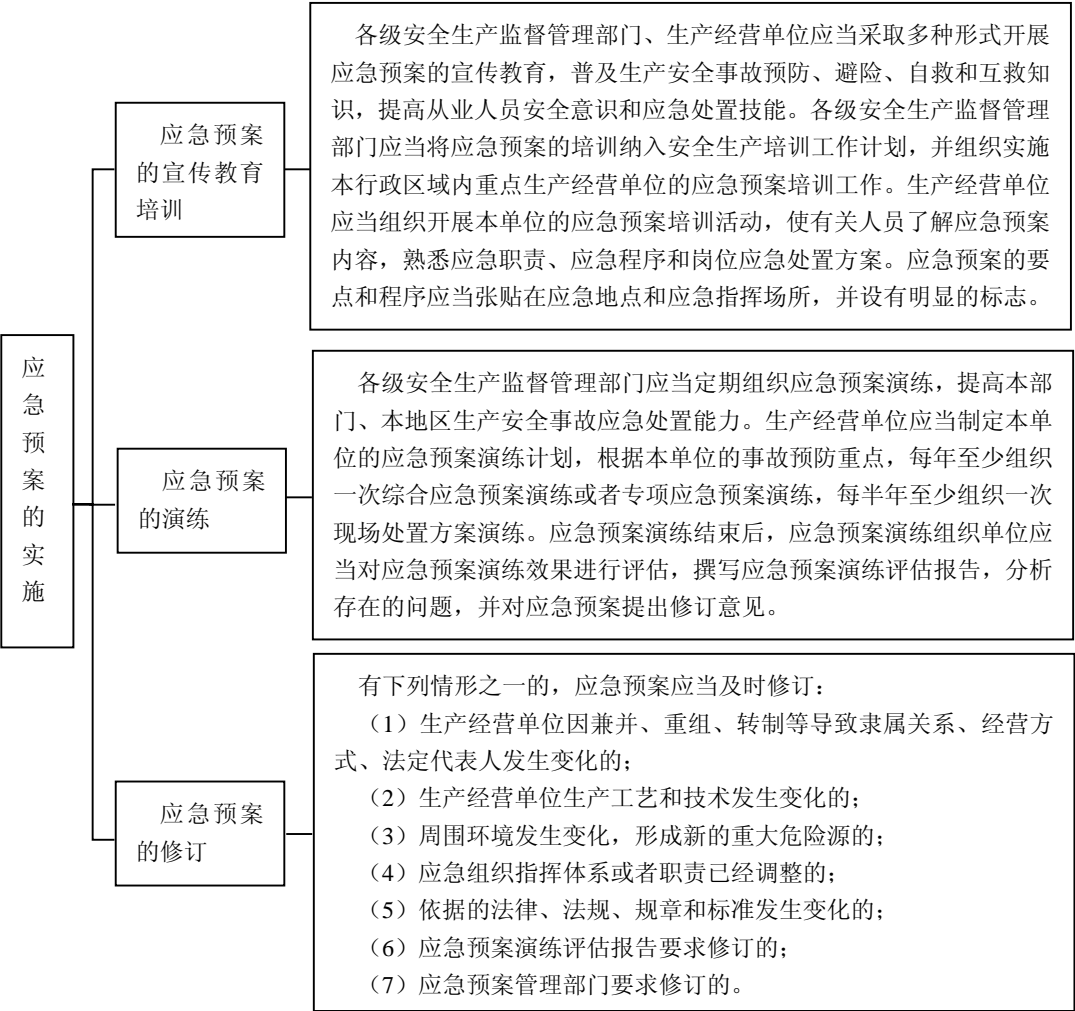 应急预案的实施
应急预案
的宣传教育
培训
各级安全生产监督管理部门、生产经营单位应当采取多种形式开展
应急预案的宣传教育，普及生产安全事故预防、避险、自救和互救知
识，提高从业人员安全意识和应急处置技能。各级安全生产监督管理
部门应当将应急预案的培训纳入安全生产培训工作计划，并组织实施
本行政区域内重点生产经营单位的应急预案培训工作。生产经营单位
应当组织开展本单位的应急预案培训活动，使有关人员了解应急预案
内容，熟悉应急职责、应急程序和岗位应急处置方案。应急预案的要
点和程序应当张贴在应急地点和应急指挥场所，并设有明显的标志。
应急预案
的演练
各级安全生产监督管理部门应当定期组织应急预案演练，提高本部
门、本地区生产安全事故应急处置能力。生产经营单位应当制定本单
位的应急预案演练计划，根据本单位的事故预防重点，每年至少组织
一次综合应急预案演练或者专项应急预案演练，每半年至少组织一次
现场处置方案演练。应急预案演练结束后，应急预案演练组织单位应
当对应急预案演练效果进行评估，撰写应急预案演练评估报告，分析
存在的问题，并对应急预案提出修订意见。
应急预案
的修订
有下列情形之一的，应急预案应当及时修订：
（1）生产经营单位因兼并、重组、转制等导致隶属关系、经营方
式、法定代表人发生变化的；
（2）生产经营单位生产工艺和技术发生变化的；
（3）周围环境发生变化，形成新的重大危险源的；
（4）应急组织指挥体系或者职责已经调整的；
（5）依据的法律、法规、规章和标准发生变化的；
（6）应急预案演练评估报告要求修订的；
（7）应急预案管理部门要求修订的。